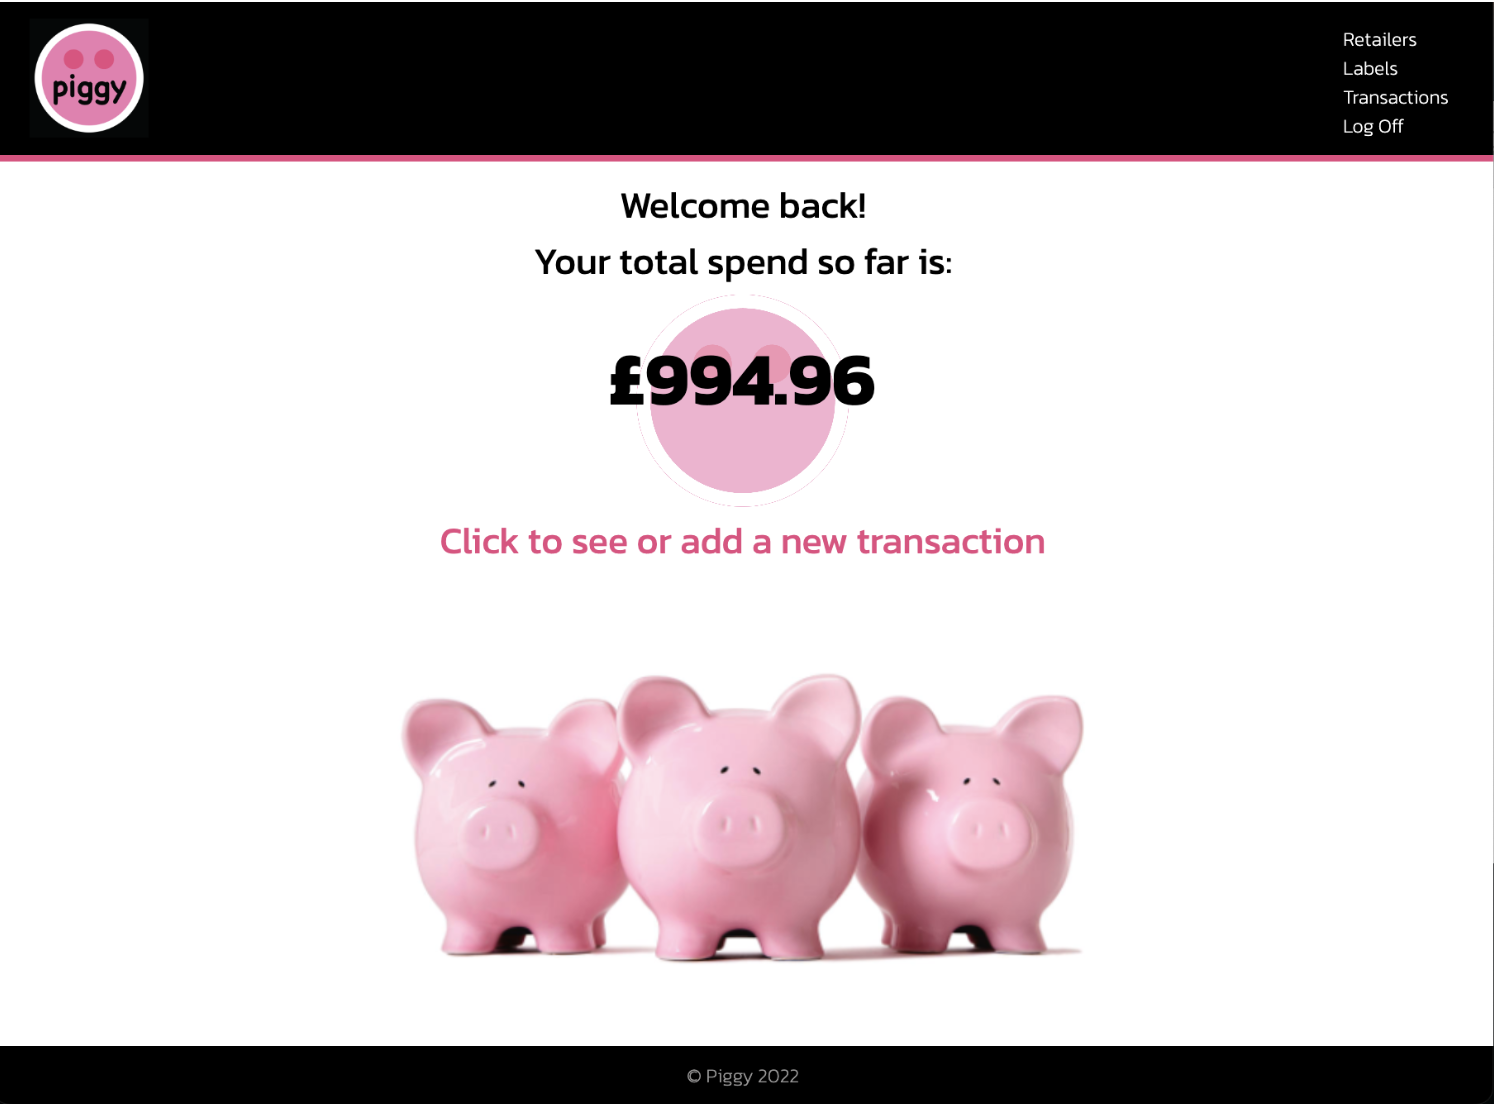 piggy
Retailers
Labels
Transactions
Log Off
Welcome back!
Your total spend so far is:
£994.96
Click to see or add a new transaction
© Piggy 2022